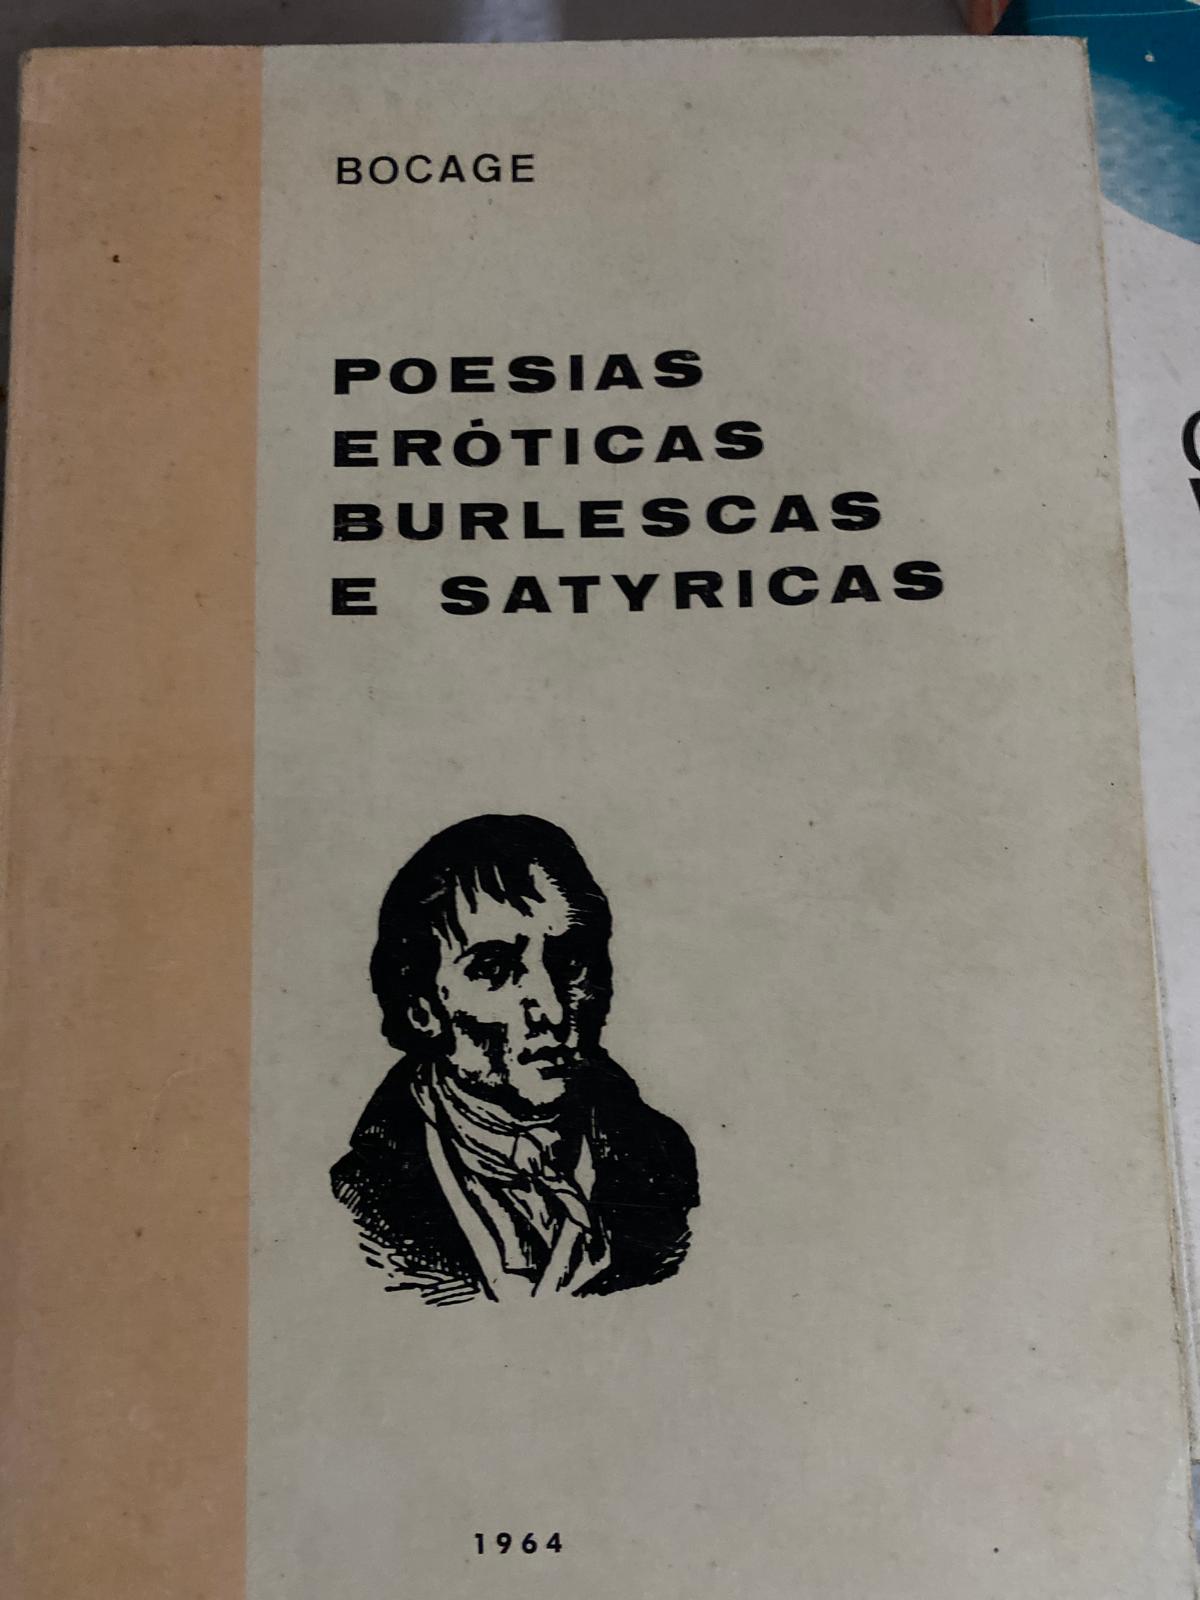 BOCAGE
POESIAS
ERÓTICAS
BURLESCAS
E SATYRICAS
1964